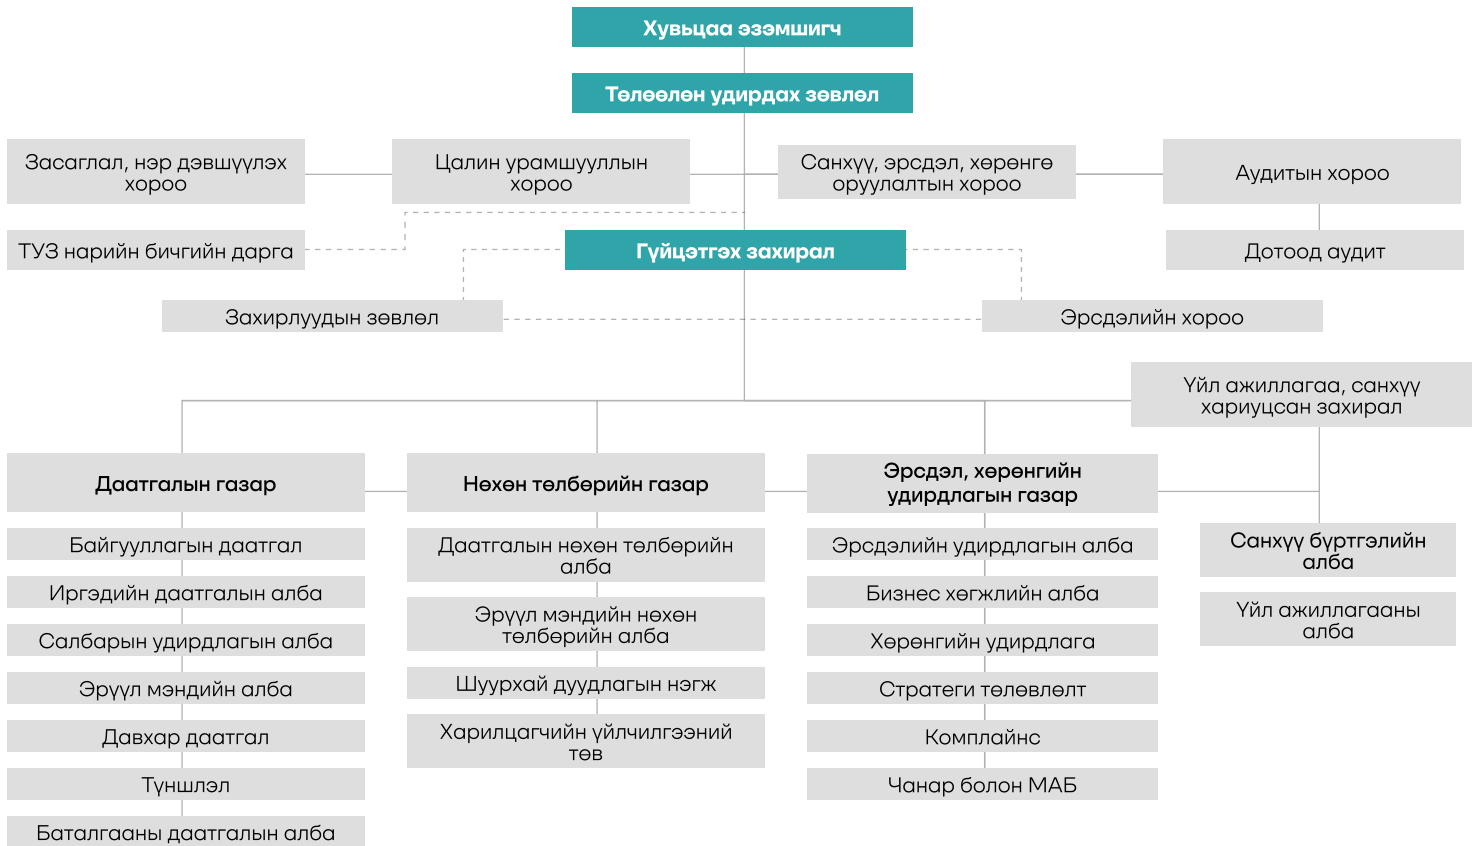 Хувьцаа эзэмшигч
Төлөөлөн удирдах зөвлөл
Засаглал, нэр дэвшүүлэх
хороо
Цалин урамшууллын
хороо
Санхүү, эрсдэл, хөрөнгө
оруулалтын хороо
Аудитын хороо
ТУЗ нарийн бичгийн дарга
Гүйцэтгэх захирал
Дотоод аудит
Захирлуудын зөвлөл
Эрсдэлийн хороо
Үйл ажиллагаа, санхүү
хариуцсан захирал
Даатгалын газар
Байгууллагын даатгал
Иргэдийн даатгалын алба
Салбарын удирдлагын алба
Эрүүл мэндийн алба
Давхар даатгал
Түншлэл
Баталгааны даатгалын алба
Нөхөн төлбөрийн газар
Даатгалын нөхөн төлбөрийн
алба
Эрүүл мэндийн нөхөн
төлбөрийн алба
Шуурхай дуудлагын нэгж
Харилцагчийн үйлчилгээний
төв
Эрсдэл, хөрөнгийн
удирдлагын газар
Эрсдэлийн удирдлагын алба
Бизнес хөгжлийн алба
Хөрөнгийн удирдлага
Стратеги төлөвлөлт
Комплайнс
Чанар болон МАБ
Санхүү бүртгэлийн
алба
Үйл ажиллагааны
алба